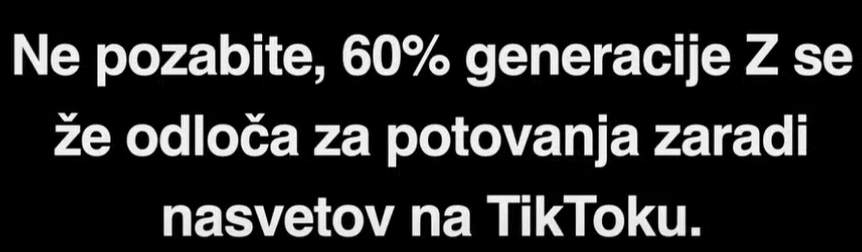 Ne pozabite, 60% generacije Z se
že odloča za potovanja zaradi
nasvetov na TikToku.